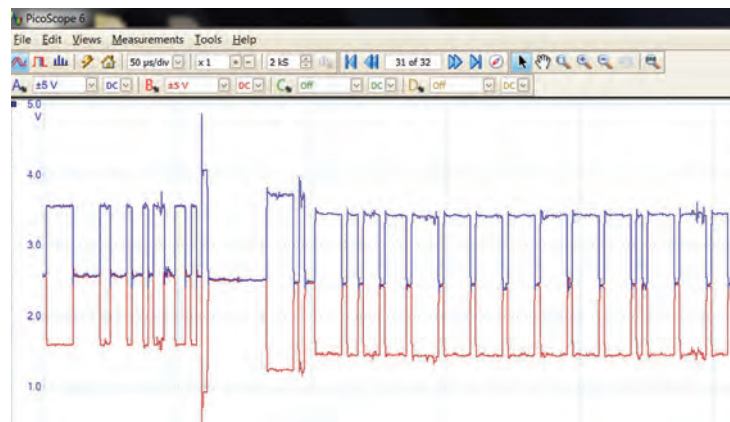 PicoScope 6
File Edit Views Measurements Tools Help
50 µs/div x 1 2 kS 31 of 32
A ±5 V DC B ±5 V DC C Off DC D Off DC
5.0
V
4.0
3.0
2.0
1.0